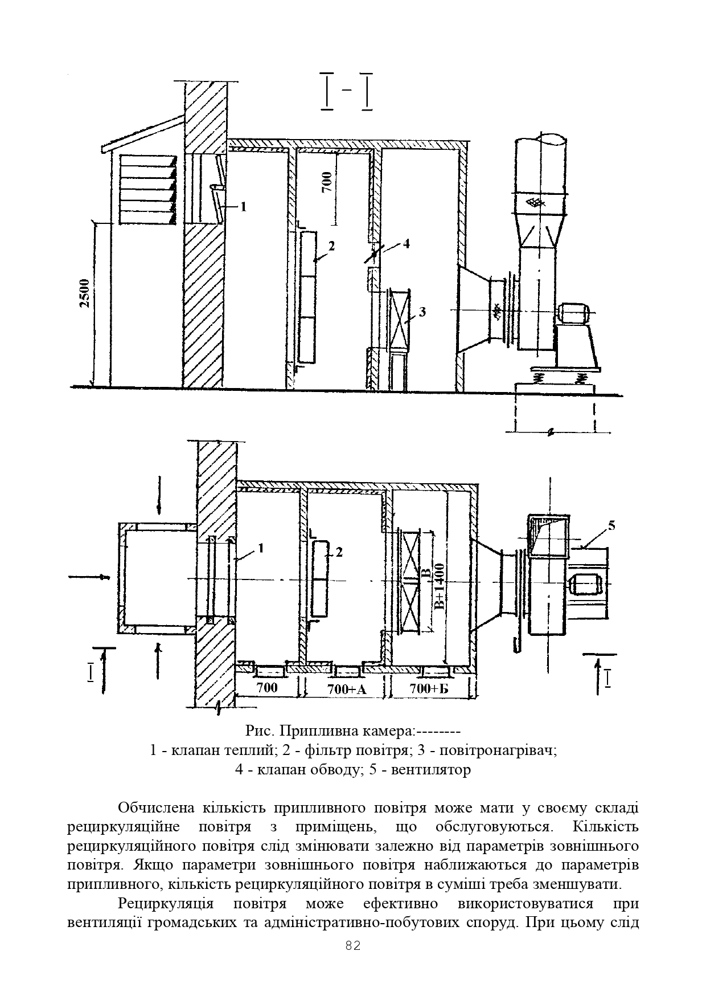 I - I
700
1
2
4
2500
3
5
1
2
В
В+1400
I
I
700
700+А
700+Б
Рис. Припливна камера:--------
1 - клапан теплий; 2 - фільтр повітря; 3 - повітронагрівач;
4 - клапан обводу; 5 - вентилятор
Обчислена кількість припливного повітря може мати у своєму складі
рециркуляційне повітря з приміщень, що обслуговуються. Кількість
рециркуляційного повітря слід змінювати залежно від параметрів зовнішнього
повітря. Якщо параметри зовнішнього повітря наближаються до параметрів
припливного, кількість рециркуляційного повітря в суміші треба зменшувати.
Рециркуляція повітря може ефективно використовуватися при
вентиляції громадських та адміністративно-побутових споруд. При цьому слід
82